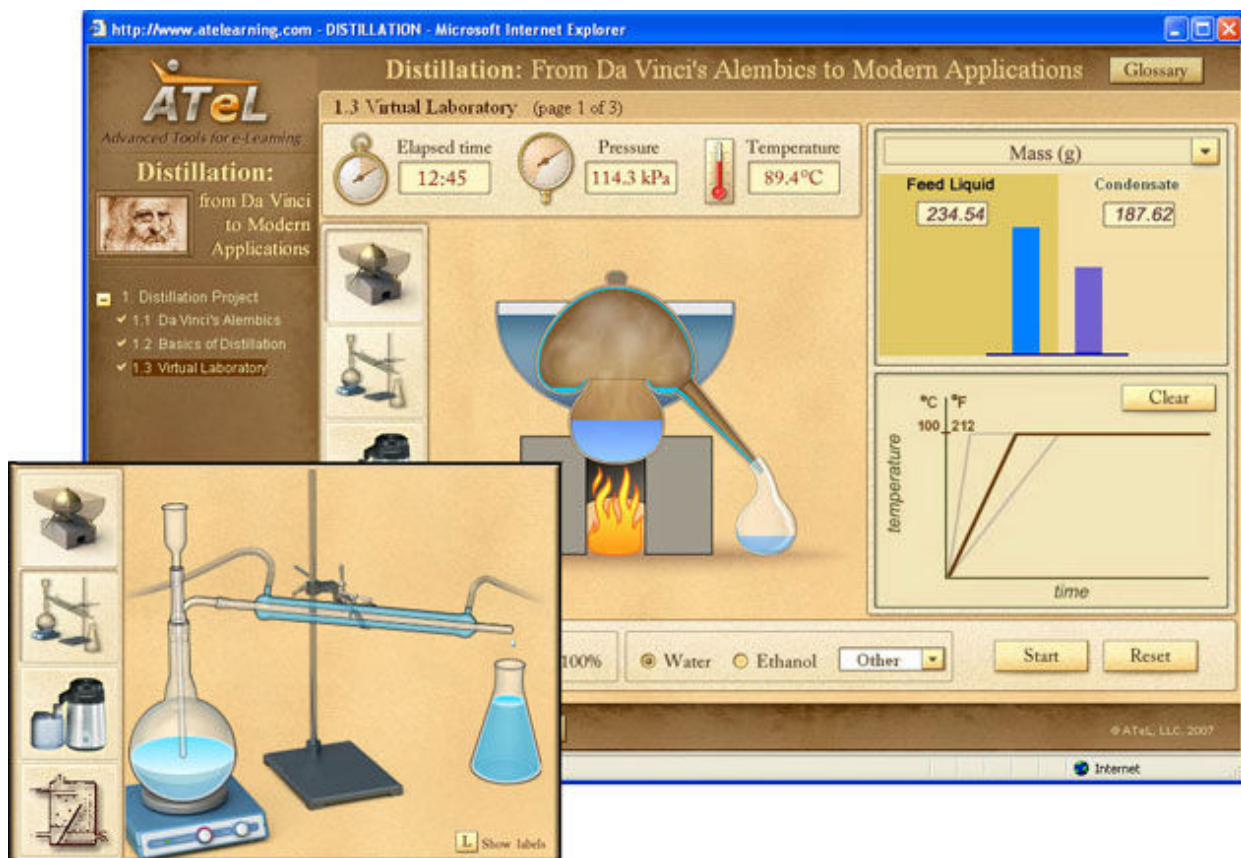 http://www.atelearning.com - DISTILLATION - Microsoft Internet Explorer
ATeL
Advanced Tools for e-Learning
Distillation: From Da Vinci's Alembics to Modern Applications
Glossary
1.3 Virtual Laboratory (page 1 of 3)
Distillation:
from Da Vinci
to Modern
Applications
1. Distillation Project
1.1 Da Vinci's Alembics
1.2 Basics of Distillation
1.3 Virtual Laboratory
Elapsed time
12:45
Pressure
114.3 kPa
Temperature
89.4°C
Mass (g)
Feed Liquid
234.54
Condensate
187.62
Clear
°C °F
100 212
temperature
time
100%
Water
Ethanol
Other
Start
Reset
© ATeL, LLC. 2007
Internet
L Show labels